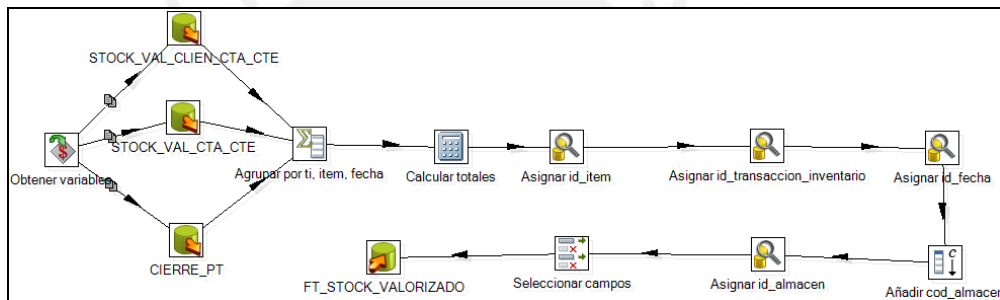 STOCK_VAL_CLIEN_CTA_CTE
Obtener variables
STOCK_VAL_CTA_CTE
Agrupar por ti, item, fecha
Calcular totales
Asignar id_item
Asignar id_transaccion_inventario
Asignar id_fecha
CIERRE_PT
FT_STOCK_VALORIZADO
Seleccionar campos
Asignar id_almacen
Añadir cod_almacen